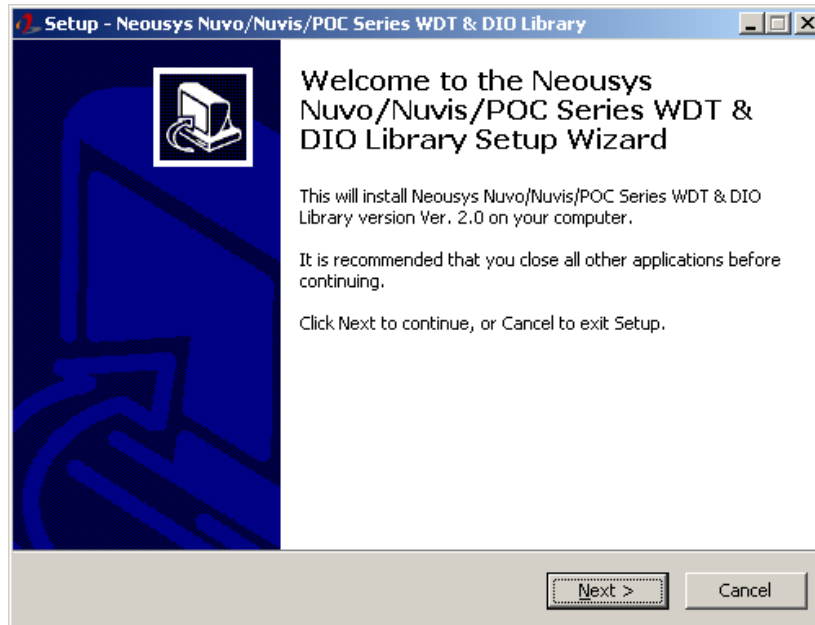 Setup - Neousys Nuvo/Nuvis/POC Series WDT & DIO Library
Welcome to the Neousys
Nuvo/Nuvis/POC Series WDT &
DIO Library Setup Wizard
This will install Neousys Nuvo/Nuvis/POC Series WDT & DIO
Library version Ver. 2.0 on your computer.
It is recommended that you close all other applications before
continuing.
Click Next to continue, or Cancel to exit Setup.
Next >
Cancel